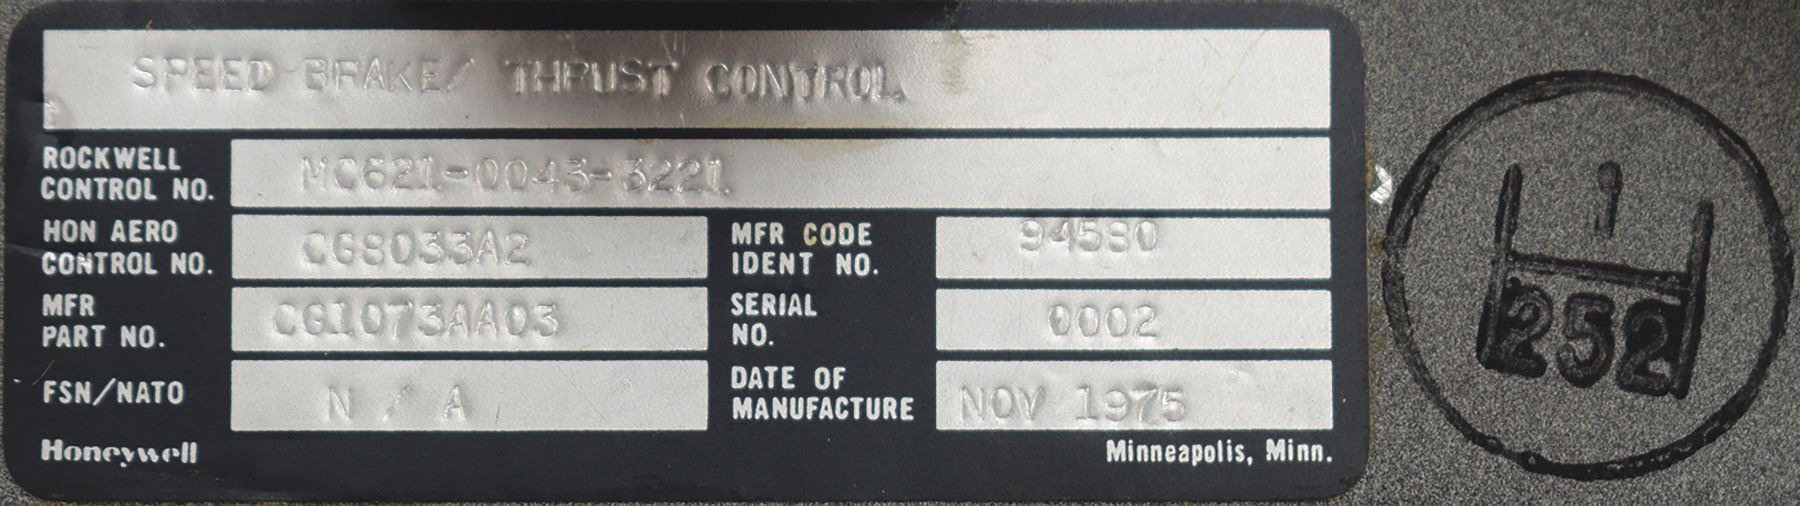 SPEED BRAKE/ THRUST CONTROL
ROCKWELL CONTROL NO. MC621-0043-3221
HON AERO CONTROL NO. CG8033A2 MFR CODE IDENT NO. 94580
MFR PART NO. CG1073AA03 SERIAL NO. 0002
FSN/NATO N / A DATE OF MANUFACTURE NOV 1975
Honeywell Minneapolis, Minn.
252